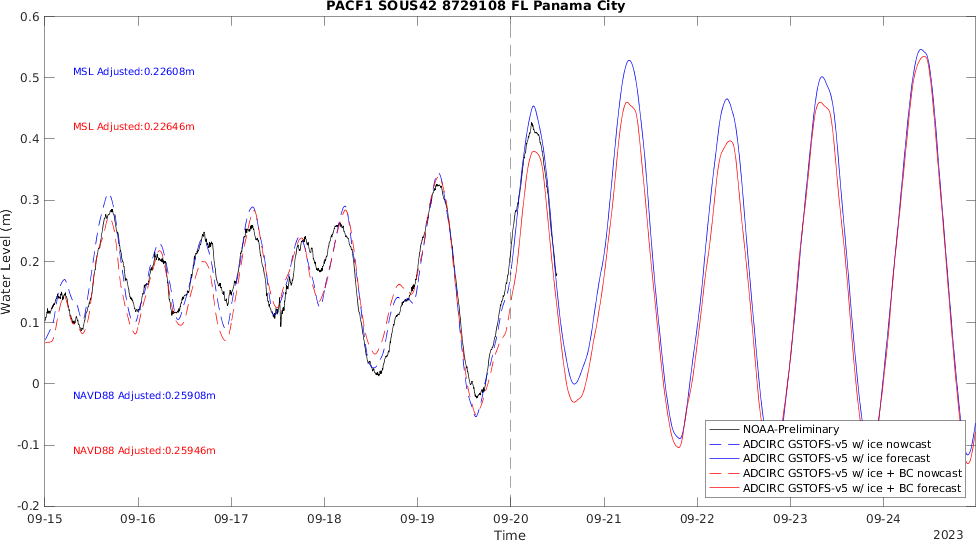 PACF1 SOUS42 8729108 FL Panama City
0.6
0.5
0.4
0.3
0.2
0.1
0
-0.1
-0.2
Water Level (m)
MSL Adjusted:0.22608m
MSL Adjusted:0.22646m
NAVD88 Adjusted:0.25908m
NAVD88 Adjusted:0.25946m
NOAA-Preliminary
ADCIRC GSTOFS-v5 w/ ice nowcast
ADCIRC GSTOFS-v5 w/ ice forecast
ADCIRC GSTOFS-v5 w/ ice + BC nowcast
ADCIRC GSTOFS-v5 w/ ice + BC forecast
09-15 09-16 09-17 09-18 09-19 09-20 09-21 09-22 09-23 09-24
Time
2023